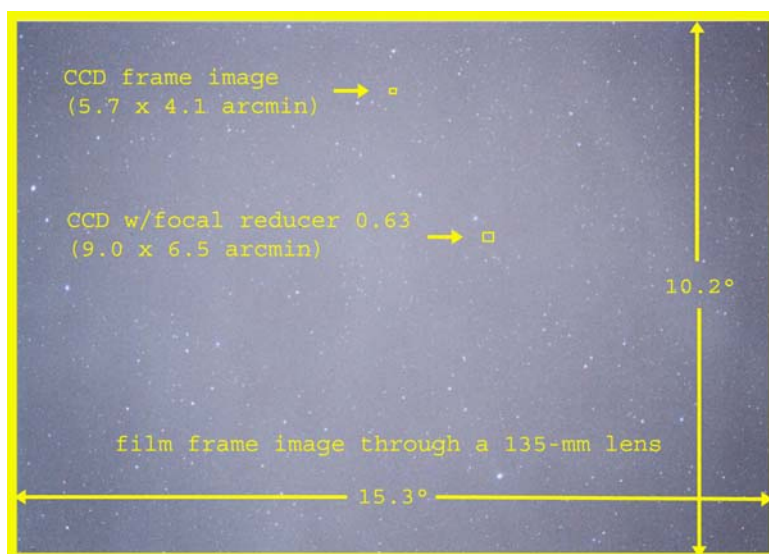 CCD frame image
(5.7 x 4.1 arcmin)
CCD w/focal reducer 0.63
(9.0 x 6.5 arcmin)
10.2°
film frame image through a 135-mm lens
15.3°